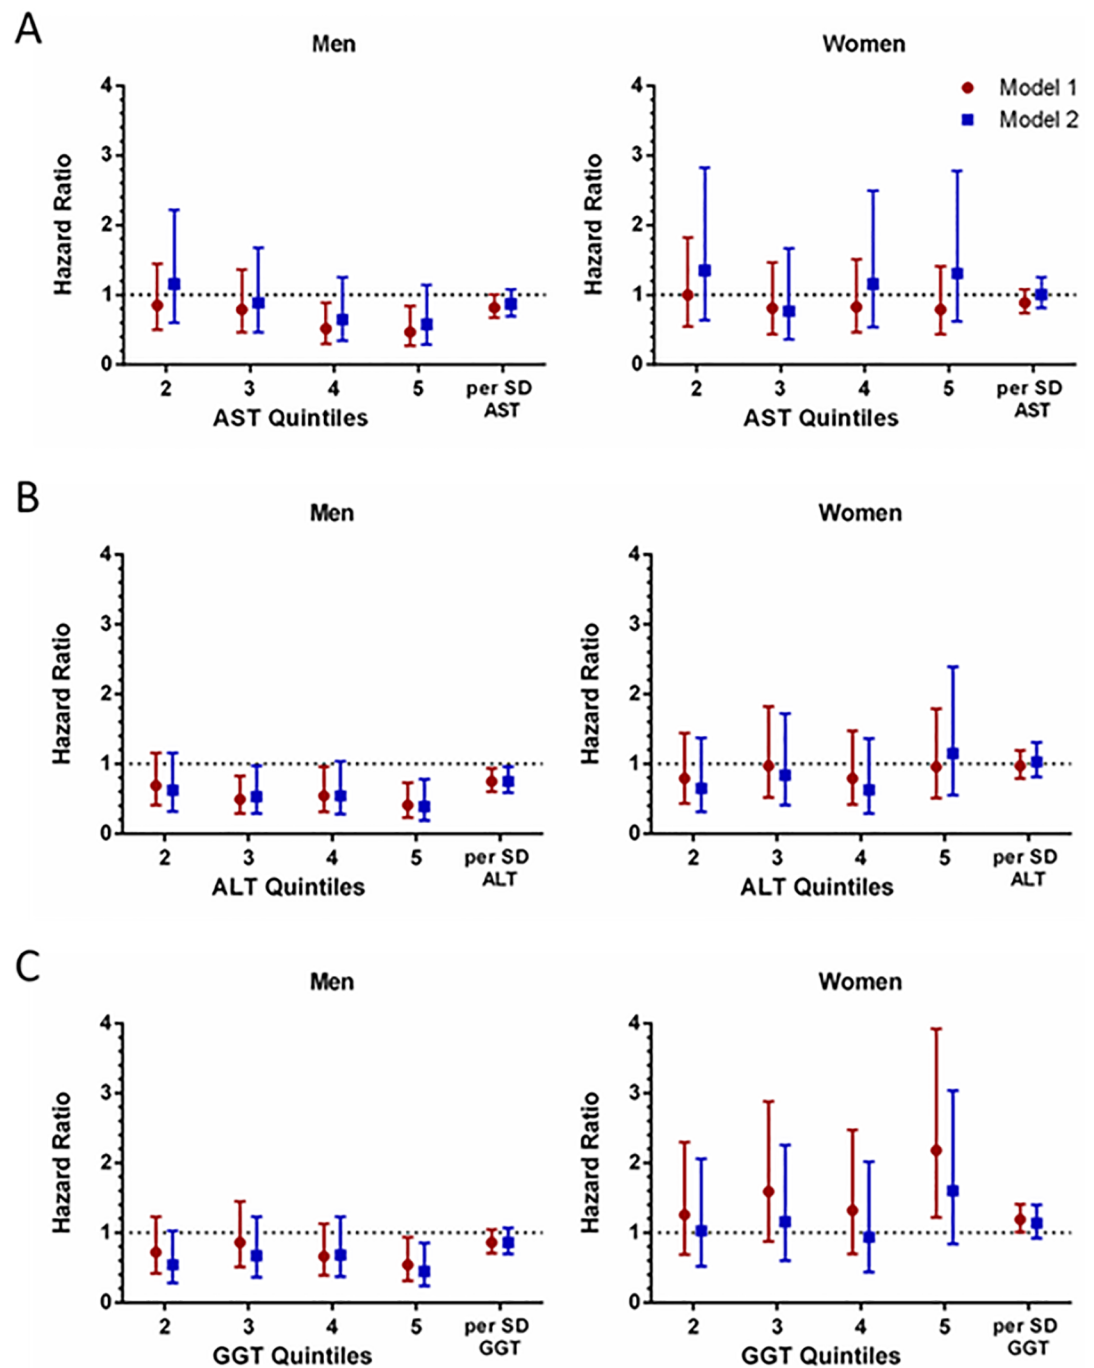 A
Men
Women
Model 1
Model 2
Hazard Ratio
4
3
2
1
0
2 3 4 5 per SD AST
AST Quintiles
Hazard Ratio
4
3
2
1
0
2 3 4 5 per SD AST
AST Quintiles
B
Men
Women
Hazard Ratio
4
3
2
1
0
2 3 4 5 per SD ALT
ALT Quintiles
Hazard Ratio
4
3
2
1
0
2 3 4 5 per SD ALT
ALT Quintiles
C
Men
Women
Hazard Ratio
4
3
2
1
0
2 3 4 5 per SD GGT
GGT Quintiles
Hazard Ratio
4
3
2
1
0
2 3 4 5 per SD GGT
GGT Quintiles